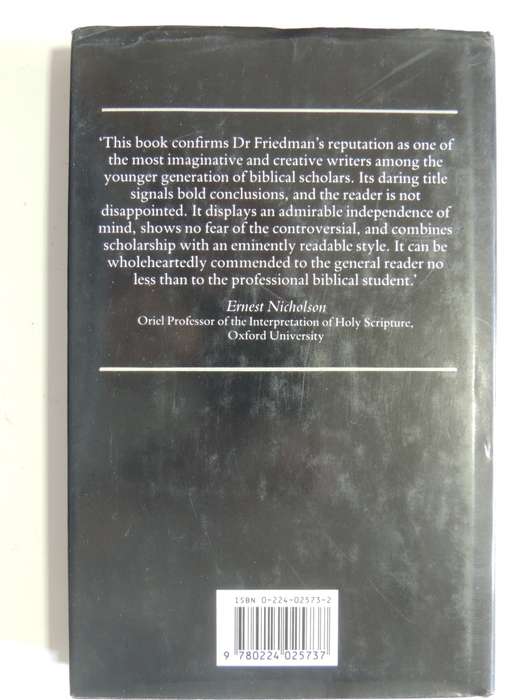 ‘This book confirms Dr Friedman’s reputation as one of
the most imaginative and creative writers among the
younger generation of biblical scholars. Its daring title
signals bold conclusions, and the reader is not
disappointed. It displays an admirable independence of
mind, shows no fear of the controversial, and combines
scholarship with an eminently readable style. It can be
wholeheartedly commended to the general reader no
less than to the professional biblical student.’
Ernest Nicholson
Oriel Professor of the Interpretation of Holy Scripture,
Oxford University
ISBN 0-224-02573-2
9 780224 025737